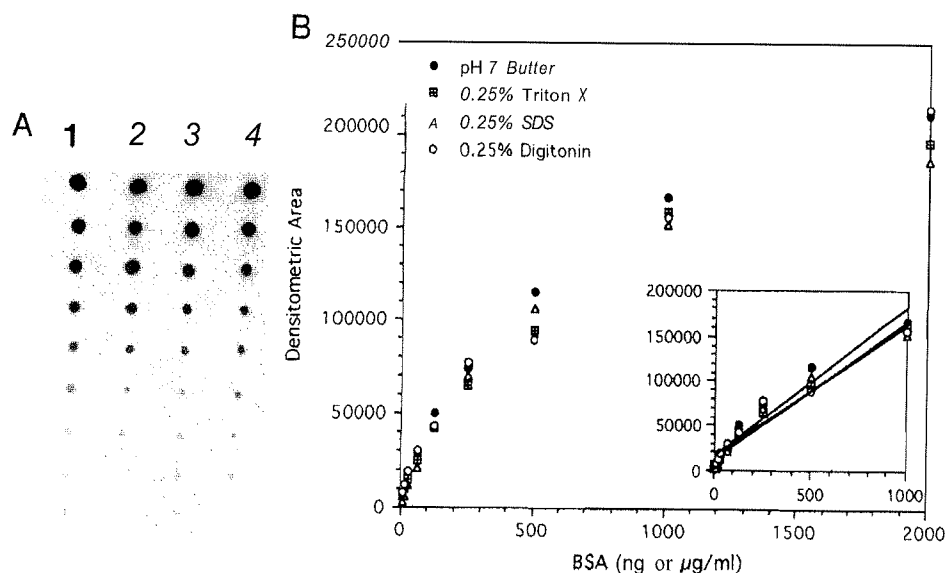 A
1 2 3 4
B
250000
200000
150000
100000
50000
0
Densitometric Area
pH 7 Butter
0.25% Triton X
0.25% SDS
0.25% Digitonin
200000
150000
100000
50000
0
0 500 1000
0 500 1000 1500 2000
BSA (ng or μg/ml)